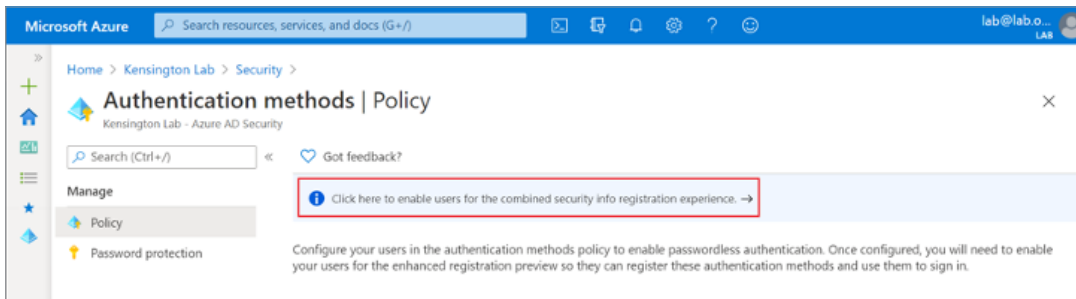 Microsoft Azure
Search resources, services, and docs (G+/)
lab@lab.o...
LAB
Home > Kensington Lab > Security >
Authentication methods | Policy
Kensington Lab - Azure AD Security
Search (Ctrl+/)
Got feedback?
Manage
Click here to enable users for the combined security info registration experience. →
Policy
Password protection
Configure your users in the authentication methods policy to enable passwordless authentication. Once configured, you will need to enable
your users for the enhanced registration preview so they can register these authentication methods and use them to sign in.